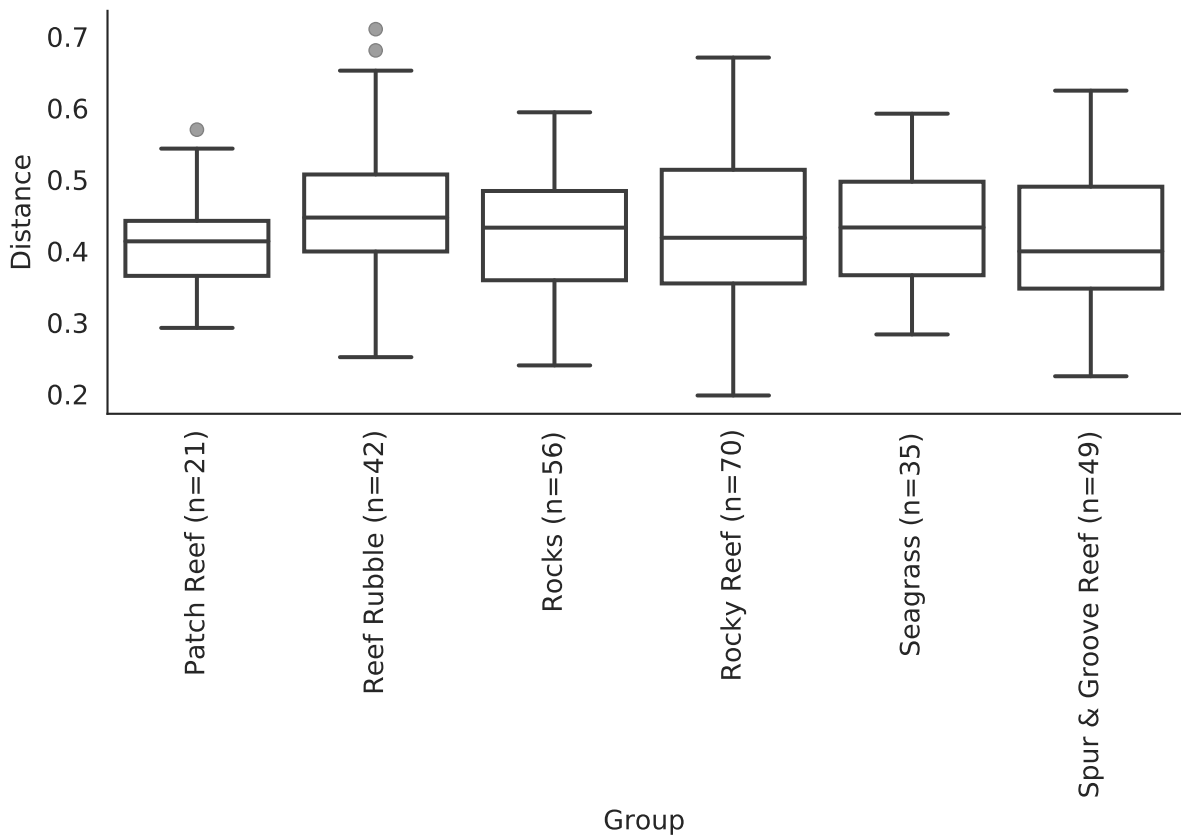 Distance
0.7
0.6
0.5
0.4
0.3
0.2
Patch Reef (n=21)
Reef Rubble (n=42)
Rocks (n=56)
Rocky Reef (n=70)
Seagrass (n=35)
Spur & Groove Reef (n=49)
Group